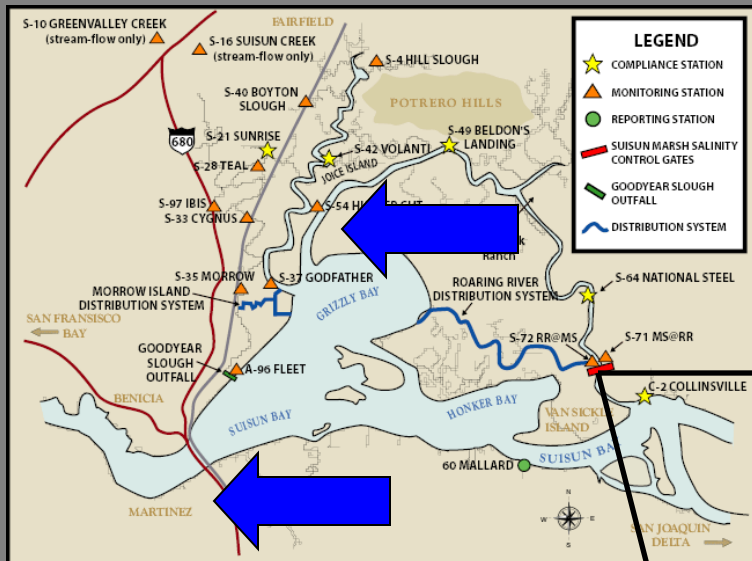 S-10 GREENVALLEY CREEK
(stream-flow only)
FAIRFIELD
S-16 SUISUN CREEK
(stream-flow only)
S-4 HILL SLOUGH
S-40 BOYTON
SLOUGH
POTRERO HILLS
680
S-21 SUNRISE
S-49 BELDON'S
LANDING
S-42 VOLANTI
S-28 TEAL
JOICE ISLAND
S-97 IBIS
S-33 CYGNUS
S-54
Ranch
S-35 MORROW
S-37 GODFATHER
MORROW ISLAND
DISTRIBUTION SYSTEM
GRIZZLY BAY
ROARING RIVER
DISTRIBUTION SYSTEM
S-64 NATIONAL STEEL
SAN FRANSISCO
BAY
S-72 RR@MS
S-71 MS@RR
GOODYEAR
SLOUGH
OUTFALL
A-96 FLEET
BENICIA
SUISUN BAY
HONKER BAY
VAN SICKLE
ISLAND
C-2 COLLINSVILLE
SUISUN BAY
60 MALLARD
MARTINEZ
N
W
E
S
SAN JOAQUIN
DELTA
LEGEND
COMPLIANCE STATION
MONITORING STATION
REPORTING STATION
SUISUN MARSH SALINITY
CONTROL GATES
GOODYEAR SLOUGH
OUTFALL
DISTRIBUTION SYSTEM